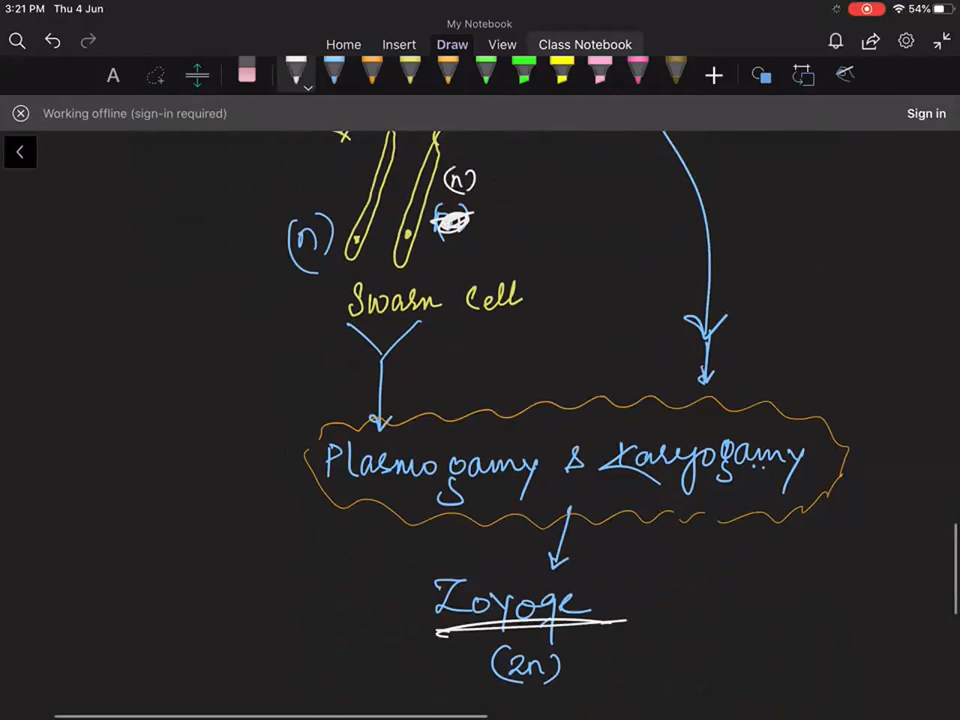 3:21 PM Thu 4 Jun
54%
My Notebook
Home Insert Draw View Class Notebook
A
Working offline (sign-in required)
Sign in
(n)
(n)
Swarn Cell
Plasmogamy & Karyogamy
Zoyoge
(2n)